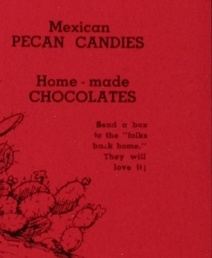 Mexican
PECAN CANDIES
Home - made
CHOCOLATES
Send a box
to the "folks
back home."
They will
love it;